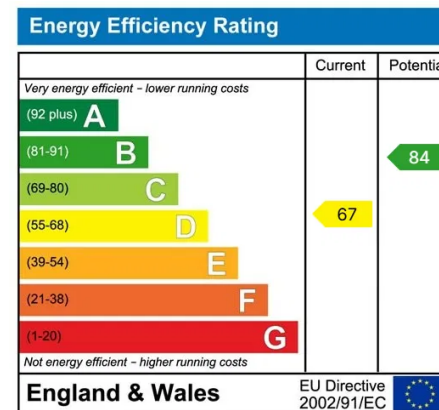 Energy Efficiency Rating
Current Potentia
Very energy efficient – lower running costs
(92 plus) A
(81-91) B
84
(69-80) C
(55-68) D
67
(39-54) E
(21-38) F
(1-20) G
Not energy efficient – higher running costs
England & Wales
EU Directive
2002/91/EC